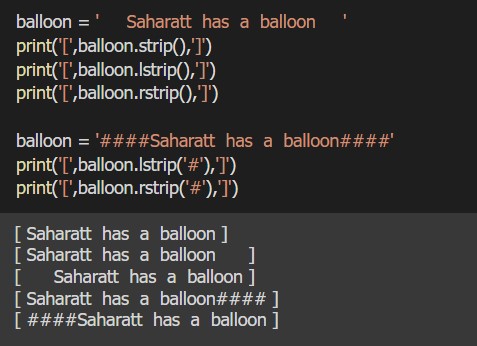 balloon = '   Saharatt has a balloon   '
print('[',balloon.strip(),']')
print('[',balloon.lstrip(),']')
print('[',balloon.rstrip(),']')
balloon = '####Saharatt has a balloon####'
print('[',balloon.lstrip('#'),']')
print('[',balloon.rstrip('#'),']')
[ Saharatt has a balloon ]
[ Saharatt has a balloon    ]
[    Saharatt has a balloon ]
[ Saharatt has a balloon#### ]
[ ####Saharatt has a balloon ]